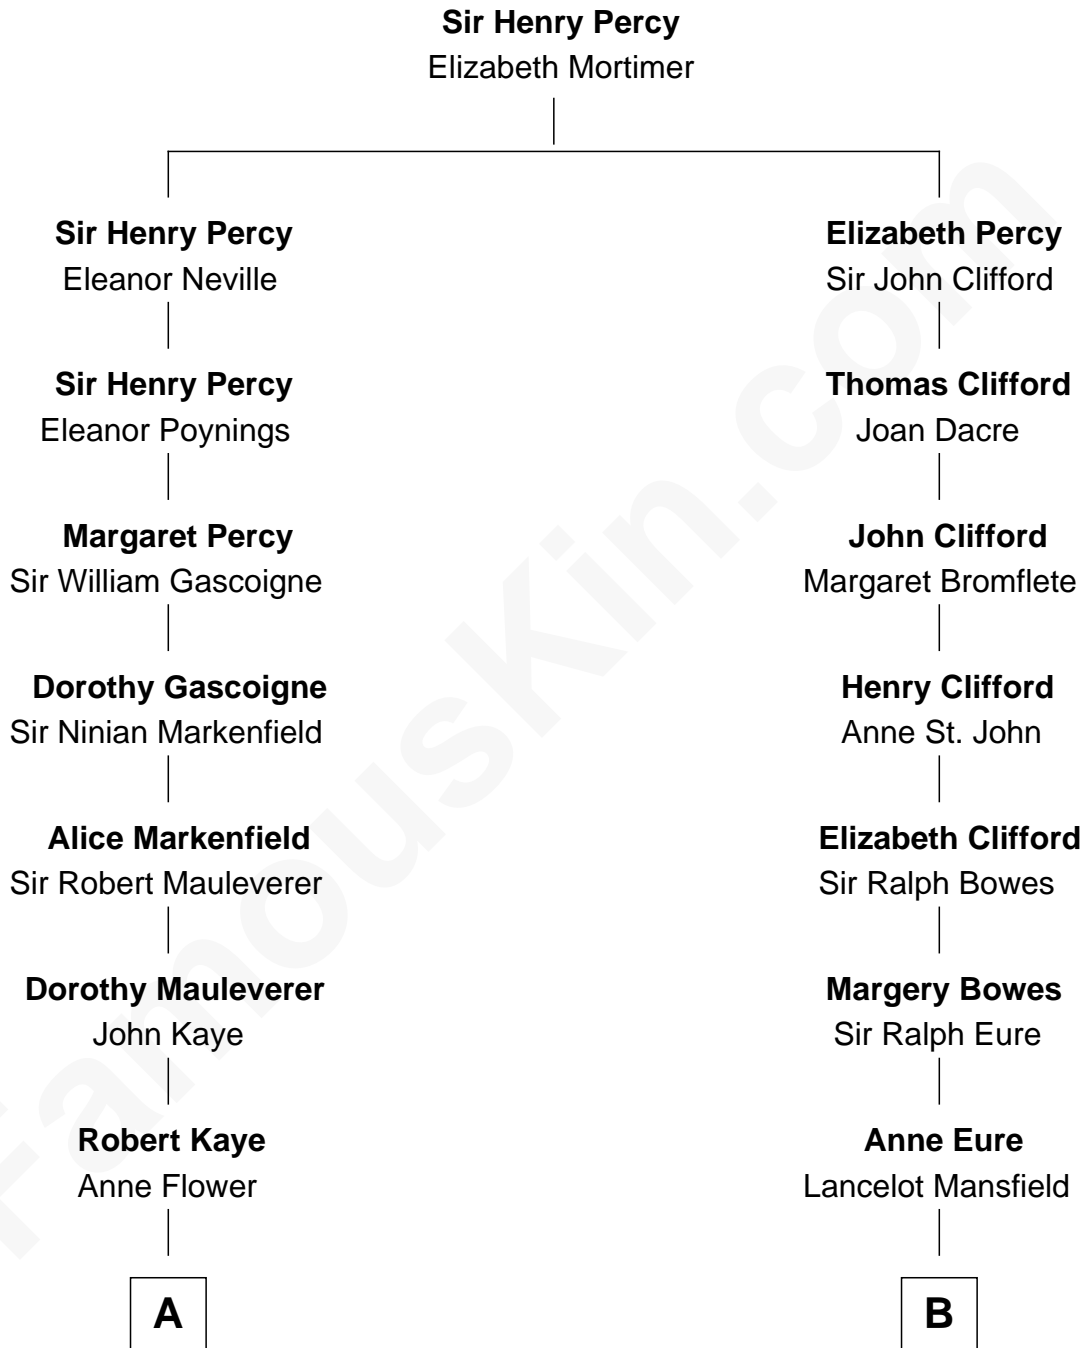 Sir Henry Percy
Elizabeth Mortimer
Sir Henry Percy
Eleanor Neville
Sir Henry Percy
Eleanor Poynings
Margaret Percy
Sir William Gascoigne
Dorothy Gascoigne
Sir Ninian Markenfield
Alice Markenfield
Sir Robert Mauleverer
Dorothy Mauleverer
John Kaye
Robert Kaye
Anne Flower
A
Elizabeth Percy
Sir John Clifford
Thomas Clifford
Joan Dacre
John Clifford
Margaret Bromflete
Henry Clifford
Anne St. John
Elizabeth Clifford
Sir Ralph Bowes
Margery Bowes
Sir Ralph Eure
Anne Eure
Lancelot Mansfield
B
FamousKin.com